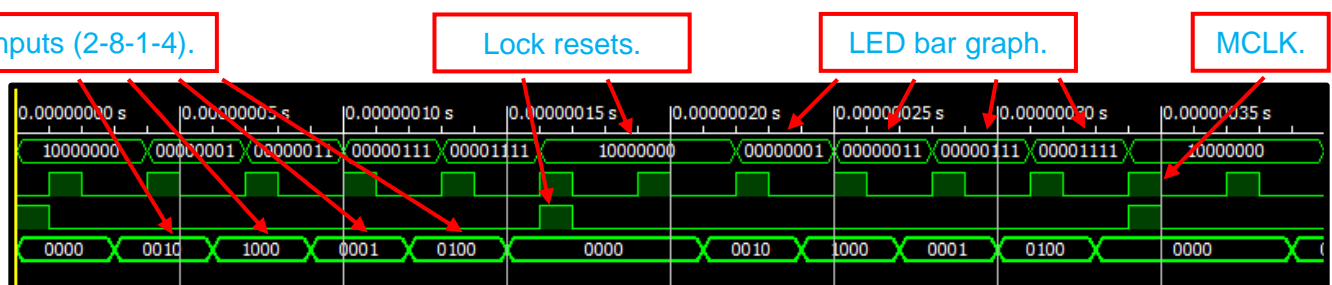 nputs (2-8-1-4). Lock resets. LED bar graph. MCLK.
0.00000000 s 0.00000005 s 0.00000010 s 0.00000015 s 0.00000020 s 0.00000025 s 0.00000030 s 0.00000035 s
10000000 00000001 00000011 00000111 00001111 10000000 00000001 00000011 00000111 00001111 10000000
0000 0010 1000 0001 0100 0000 0010 1000 0001 0100 0000